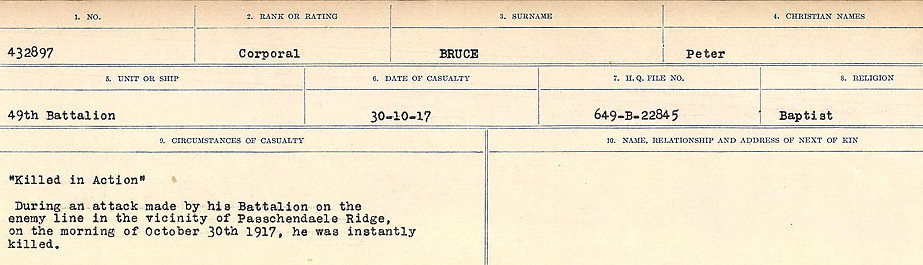 1. NO. 2. RANK OR RATING 3. SURNAME 4. CHRISTIAN NAMES
432897 Corporal BRUCE Peter
5. UNIT OR SHIP 6. DATE OF CASUALTY 7. H. Q. FILE NO. 8. RELIGION
49th Battalion 30-10-17 649-B-22845 Baptist
9. CIRCUMSTANCES OF CASUALTY 10. NAME, RELATIONSHIP AND ADDRESS OF NEXT OF KIN
"Killed in Action"
During an attack made by his Battalion on the
enemy line in the vicinity of Passchendaele Ridge,
on the morning of October 30th 1917, he was instantly
killed.